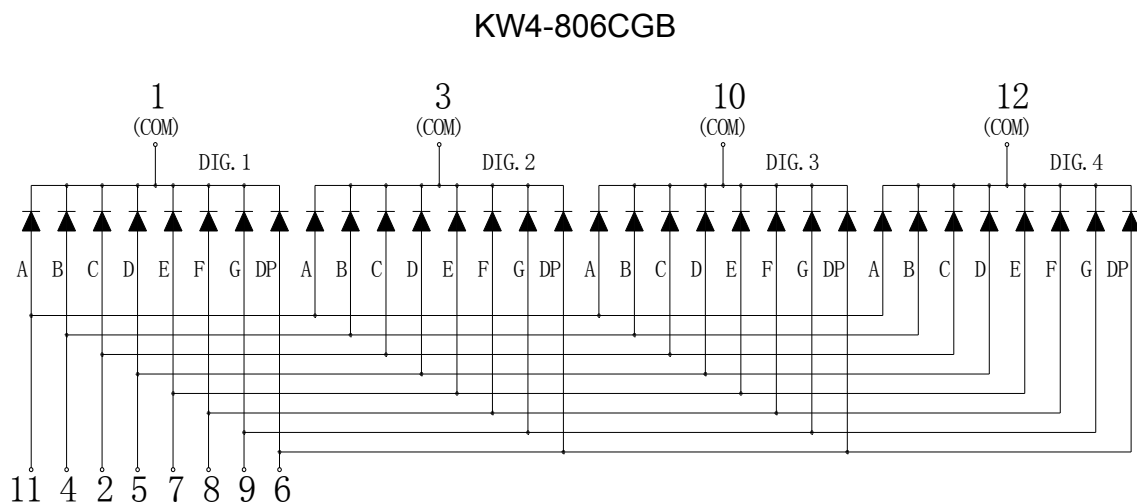 KW4-806CGB
1 3 10 12
(COM) (COM) (COM) (COM)
DIG.1 DIG.2 DIG.3 DIG.4
A B C D E F G DP A B C D E F G DP A B C D E F G DP A B C D E F G DP
11 4 2 5 7 8 9 6